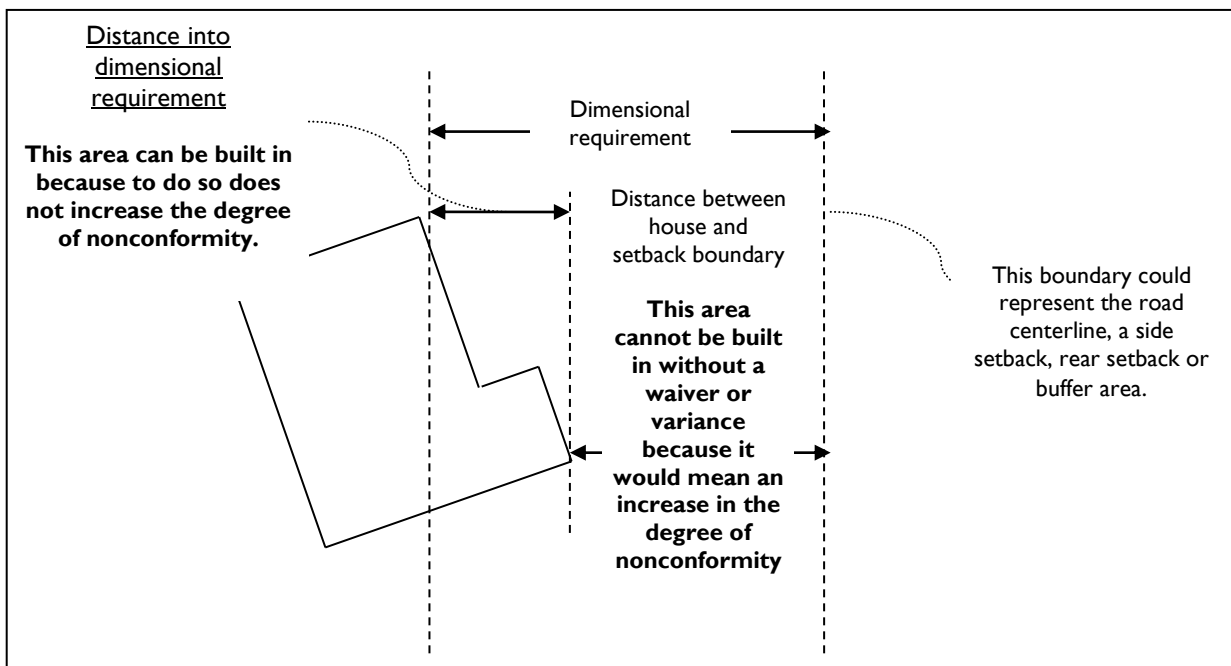 Distance into
dimensional
requirement
This area can be built in
because to do so does
not increase the degree
of nonconformity.
Dimensional
requirement
Distance between
house and
setback boundary
This area
cannot be built
in without a
waiver or
variance
because it
would mean an
increase in the
degree of
nonconformity
This boundary could
represent the road
centerline, a side
setback, rear setback or
buffer area.